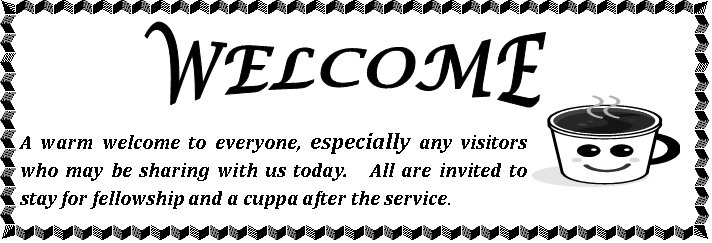 WELCOME
A warm welcome to everyone, especially any visitors
who may be sharing with us today.   All are invited to
stay for fellowship and a cuppa after the service.